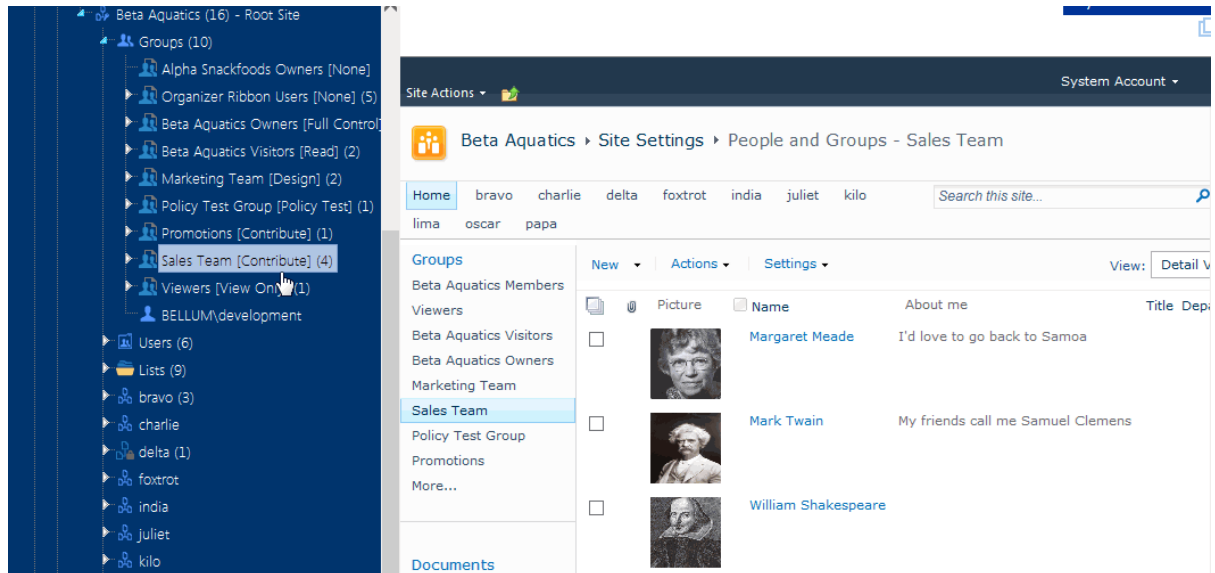 Beta Aquatics (16) - Root Site
Groups (10)
Alpha Snackfoods Owners [None]
Organizer Ribbon Users [None] (5)
Beta Aquatics Owners [Full Control]
Beta Aquatics Visitors [Read] (2)
Marketing Team [Design] (2)
Policy Test Group [Policy Test] (1)
Promotions [Contribute] (1)
Sales Team [Contribute] (4)
Viewers [View Only] (1)
BELLUM\development
Users (6)
Lists (9)
bravo (3)
charlie
delta (1)
foxtrot
india
juliet
kilo
System Account
Site Actions
Beta Aquatics Site Settings People and Groups - Sales Team
Home bravo charlie delta foxtrot india juliet kilo Search this site...
lima oscar papa
Groups
Beta Aquatics Members
Viewers
Beta Aquatics Visitors
Beta Aquatics Owners
Marketing Team
Sales Team
Policy Test Group
Promotions
More...
Documents
New Actions Settings View: Detail V
Picture Name About me Title Depa
Margaret Meade I'd love to go back to Samoa
Mark Twain My friends call me Samuel Clemens
William Shakespeare